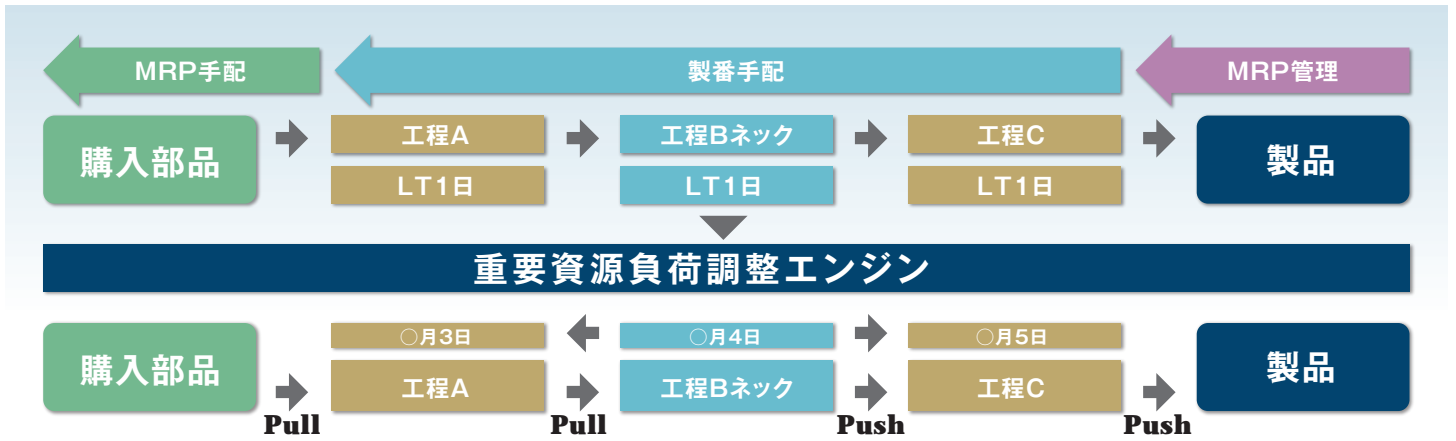 MRP手配
製番手配
MRP管理
購入部品
工程A
工程Bネック
工程C
製品
LT1日
LT1日
LT1日
重要資源負荷調整エンジン
購入部品
○月3日
○月4日
○月5日
製品
工程A
工程Bネック
工程C
Pull
Pull
Push
Push